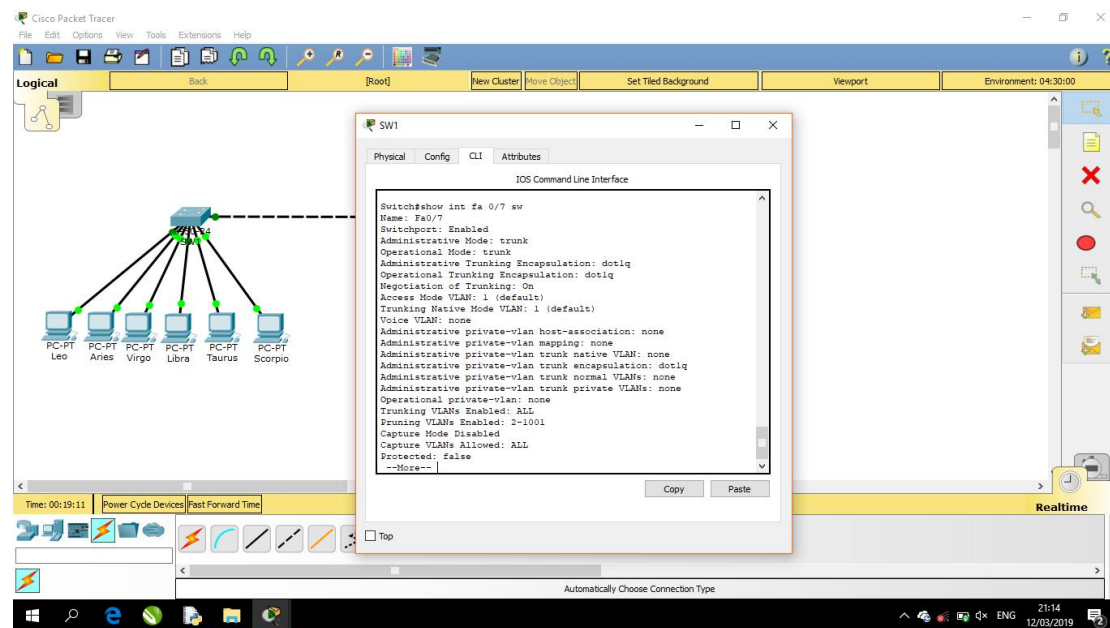 Cisco Packet Tracer
File Edit Options View Tools Extensions Help
Logical Back [Root] New Cluster Move Object Set Tiled Background Viewport Environment: 04:30:00
SW1
Physical Config CLI Attributes
IOS Command Line Interface
Switch#show int fa 0/7 sw
Name: Fa0/7
Switchport: Enabled
Administrative Mode: trunk
Operational Mode: trunk
Administrative Trunking Encapsulation: dot1q
Operational Trunking Encapsulation: dot1q
Negotiation of Trunking: On
Access Mode VLAN: 1 (default)
Trunking Native Mode VLAN: 1 (default)
Voice VLAN: none
Administrative private-vlan host-association: none
Administrative private-vlan mapping: none
Administrative private-vlan trunk native VLAN: none
Administrative private-vlan trunk encapsulation: dot1q
Administrative private-vlan trunk normal VLANs: none
Administrative private-vlan trunk private VLANs: none
Operational private-vlan: none
Trunking VLANs Enabled: ALL
Pruning VLANs Enabled: 2-1001
Capture Mode Disabled
Capture VLANs Allowed: ALL
Protected: false
--More--
Copy Paste
Top
SW1
PC-PT PC-PT PC-PT PC-PT PC-PT PC-PT
Leo Aries Virgo Libra Taurus Scorpio
Time: 00:19:11 Power Cycle Devices Fast Forward Time Realtime
Automatically Choose Connection Type
ENG 21:14
12/03/2019
2